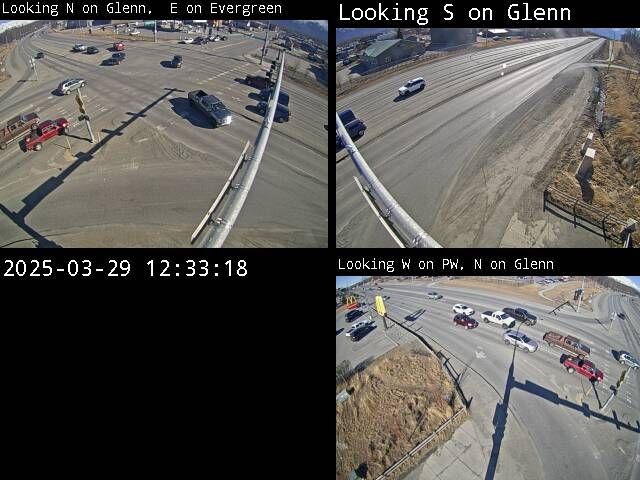 Looking N on Glenn,  E on Evergreen
Looking S on Glenn
2025-03-29 12:33:18
Looking W on PW, N on Glenn